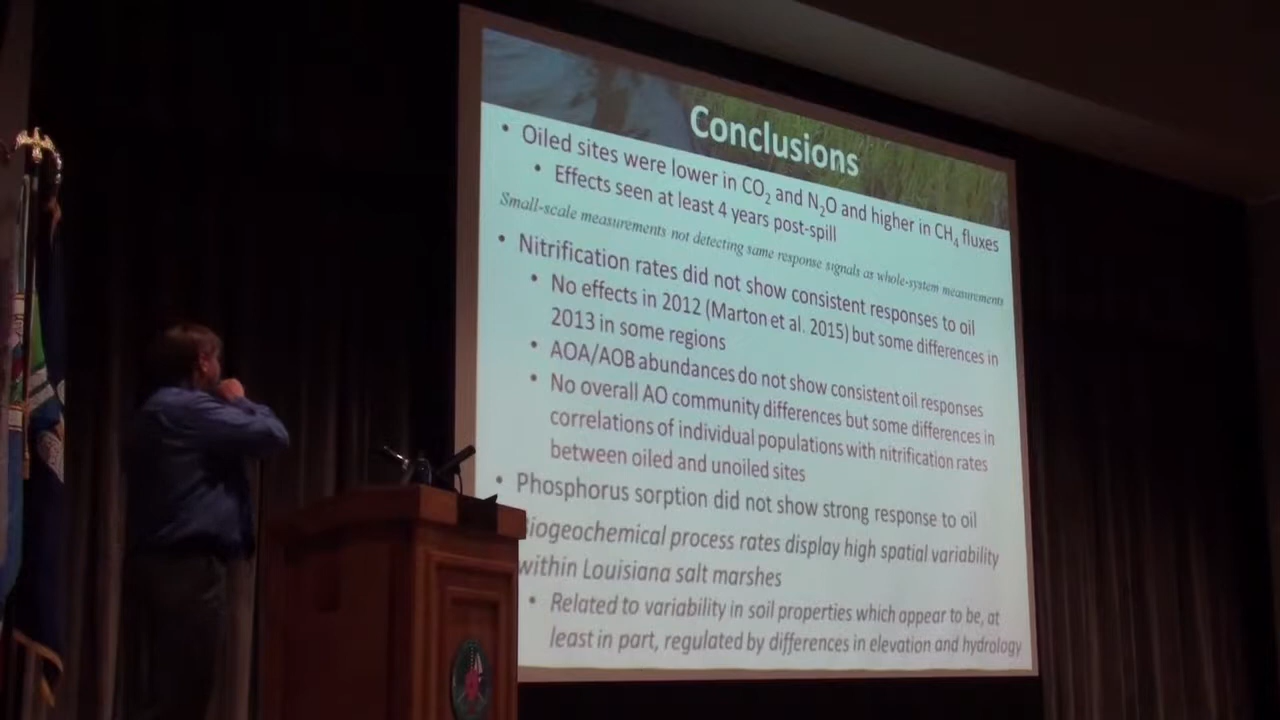 Conclusions
• Oiled sites were lower in CO2 and N2O and higher in CH4 fluxes
• Effects seen at least 4 years post-spill
Small-scale measurements not detecting same response signals as whole-system measurements
• Nitrification rates did not show consistent responses to oil
• No effects in 2012 (Marton et al. 2015) but some differences in
2013 in some regions
• AOA/AOB abundances do not show consistent oil responses
• No overall AO community differences but some differences in
correlations of individual populations with nitrification rates
between oiled and unoiled sites
• Phosphorus sorption did not show strong response to oil
Biogeochemical process rates display high spatial variability
within Louisiana salt marshes
• Related to variability in soil properties which appear to be, at
least in part, regulated by differences in elevation and hydrology